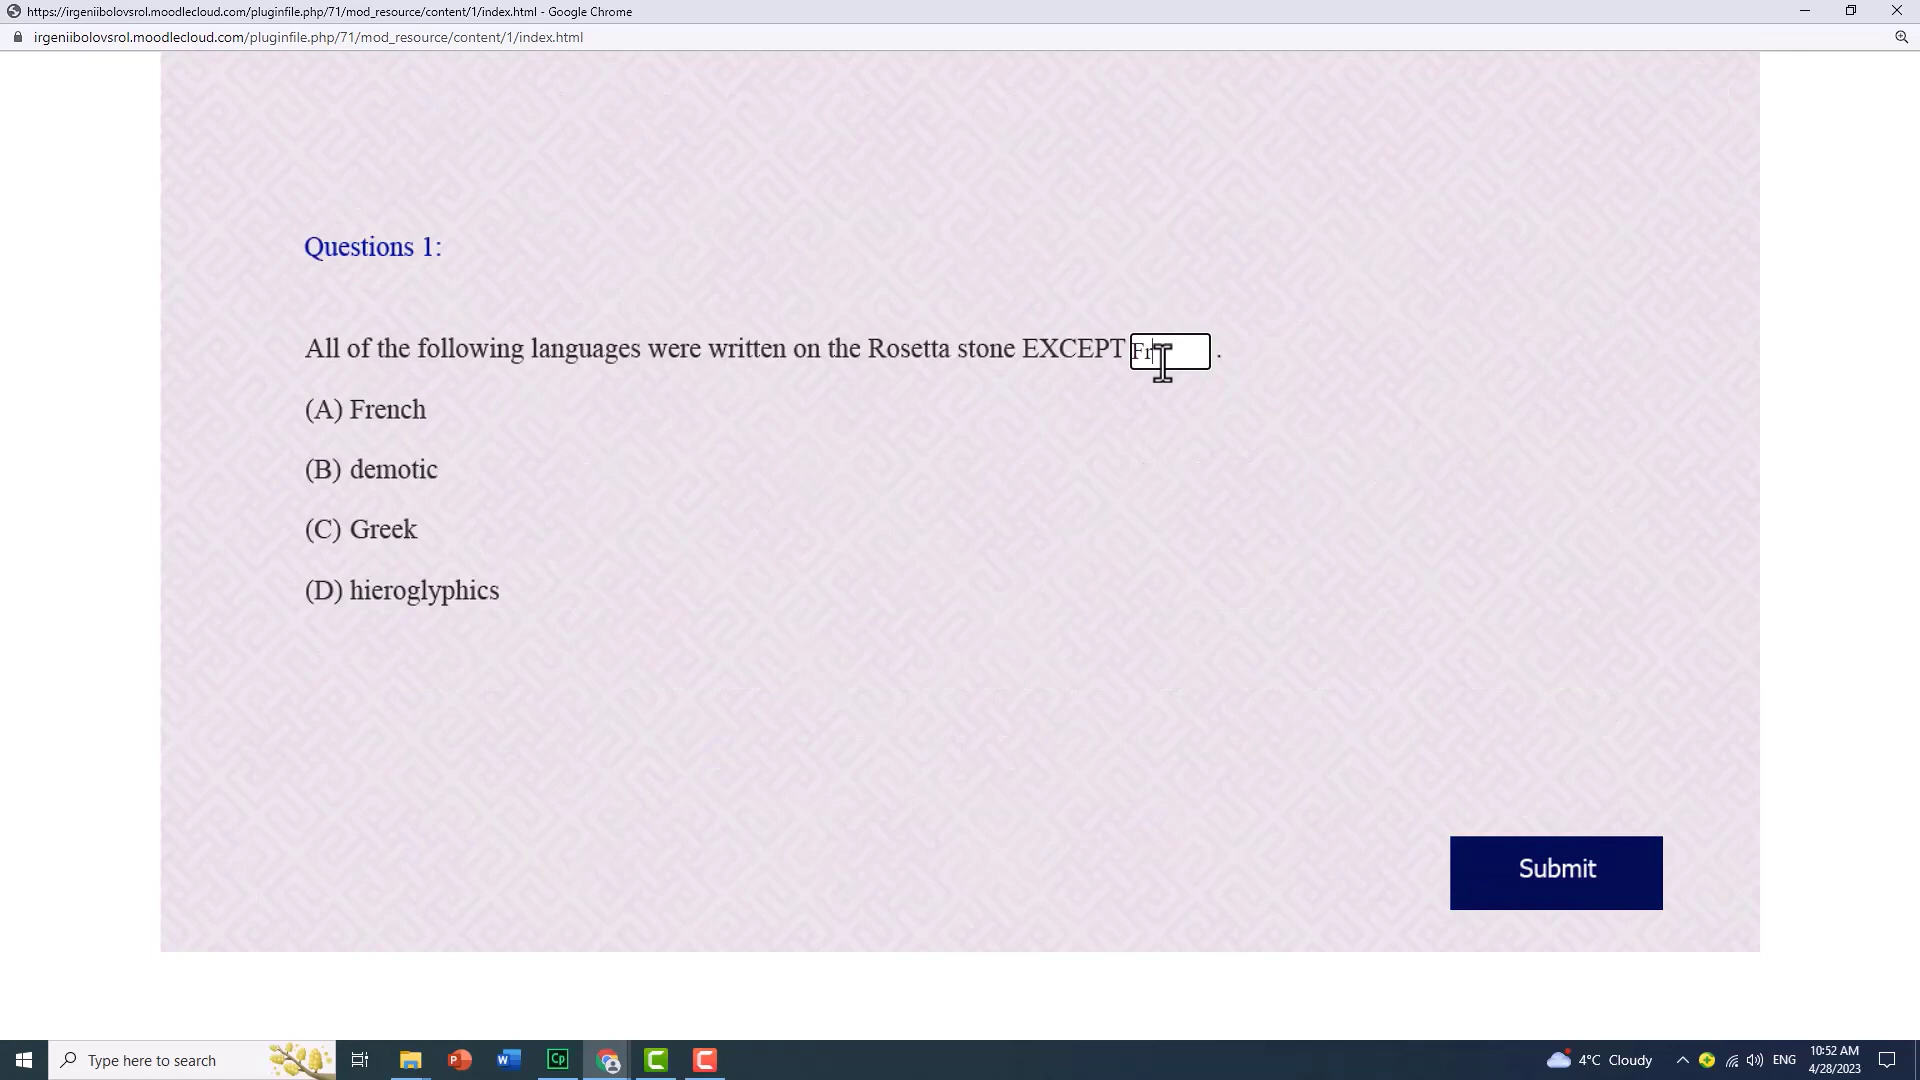 https://irgeniibolovsrol.moodlecloud.com/pluginfile.php/71/mod_resource/content/1/index.html - Google Chrome
irgeniibolovsrol.moodlecloud.com/pluginfile.php/71/mod_resource/content/1/index.html
Questions 1:
All of the following languages were written on the Rosetta stone EXCEPT Fr .
(A) French
(B) demotic
(C) Greek
(D) hieroglyphics
Submit
Type here to search
4°C Cloudy
ENG
10:52 AM
4/28/2023